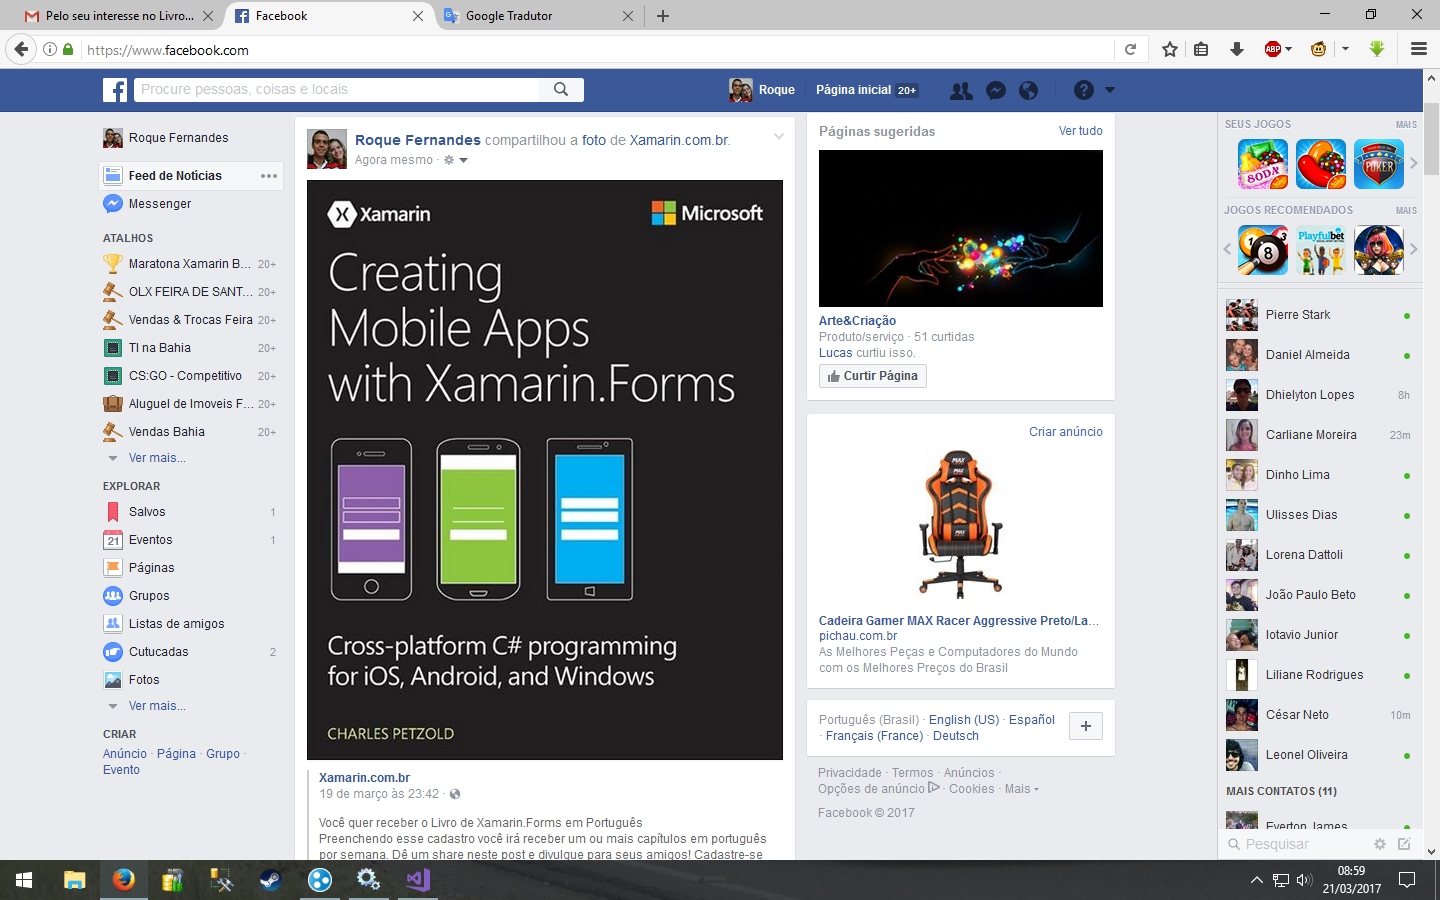 Pelo seu interesse no Livro...
Facebook
Google Tradutor
https://www.facebook.com
ABP
Procure pessoas, coisas e locais
Roque
Página inicial 20+
Roque Fernandes
Feed de Notícias
Messenger
ATALHOS
Maratona Xamarin B... 20+
OLX FEIRA DE SANT... 20+
Vendas & Trocas Feira 20+
TI na Bahia 20+
CS:GO - Competitivo 20+
Aluguel de Imoveis F... 20+
Vendas Bahia 20+
Ver mais...
EXPLORAR
Salvos 1
21 Eventos 1
Páginas
Grupos
Listas de amigos
Cutucadas 2
Fotos
Ver mais...
CRIAR
Anúncio · Página · Grupo ·
Evento
Roque Fernandes compartilhou a foto de Xamarin.com.br.
Agora mesmo ·
Xamarin
Microsoft
Creating
Mobile Apps
with Xamarin.Forms
Cross-platform C# programming
for iOS, Android, and Windows
CHARLES PETZOLD
Xamarin.com.br
19 de março às 23:42 ·
Você quer receber o Livro de Xamarin.Forms em Português
Preenchendo esse cadastro você irá receber um ou mais capítulos em português
por semana. Dê um share neste post e divulgue para seus amigos! Cadastre-se
Páginas sugeridas
Ver tudo
Arte&Criação
Produto/serviço · 51 curtidas
Lucas curtiu isso.
Curtir Página
Criar anúncio
MAX
Cadeira Gamer MAX Racer Aggressive Preto/La...
pichau.com.br
As Melhores Peças e Computadores do Mundo
com os Melhores Preços do Brasil
Português (Brasil) · English (US) · Español
· Français (France) · Deutsch
Privacidade · Termos · Anúncios ·
Opções de anúncio · Cookies · Mais
Facebook © 2017
SEUS JOGOS MAIS
SODA
POKER
JOGOS RECOMENDADOS MAIS
1 3
8
Playfulbet
Pierre Stark
Daniel Almeida
Dhielyton Lopes 8h
Carliane Moreira 23m
Dinho Lima
Ulisses Dias
Lorena Dattoli
João Paulo Beto
Iotavio Junior
Liliane Rodrigues
César Neto 10m
Leonel Oliveira
MAIS CONTATOS (11)
Everton James
Pesquisar
08:59
21/03/2017